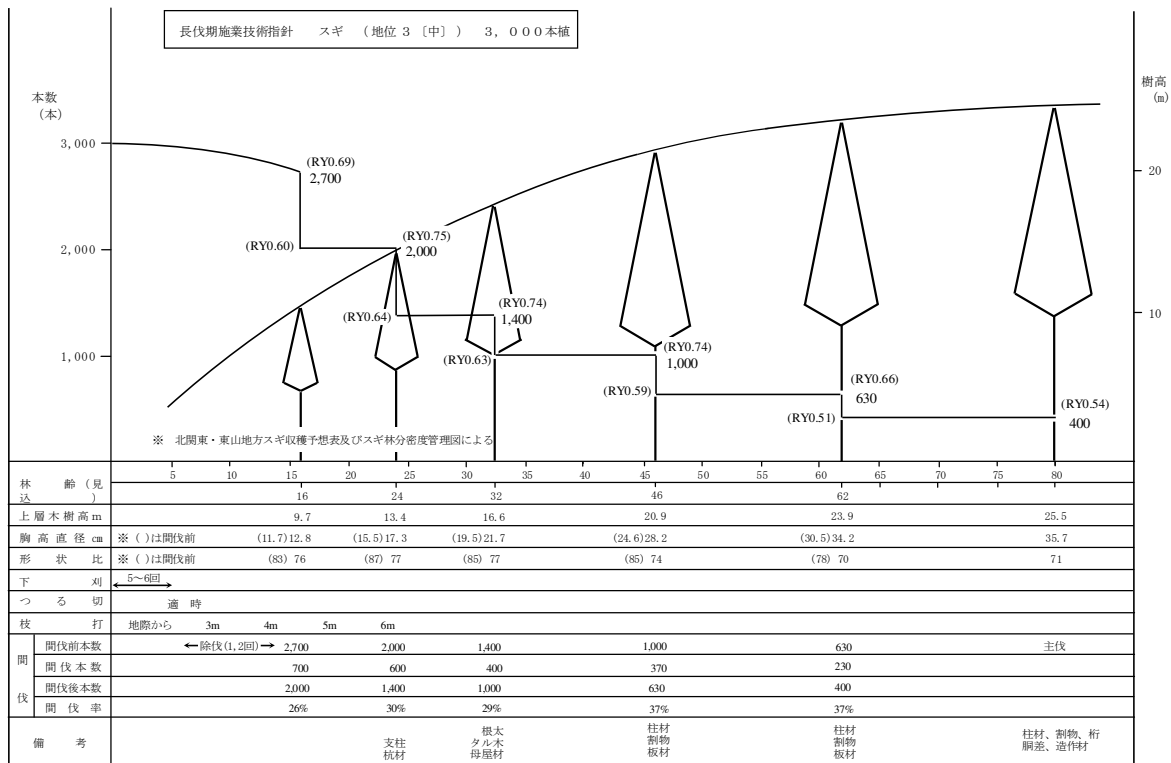 長伐期施業技術指針　スギ　（地位３〔中〕）　３，０００本植
本数
（本）
樹高
(m)
3,000
2,000
1,000
20
10
(RY0.69)
2,700
(RY0.60)
(RY0.75)
2,000
(RY0.64)
(RY0.74)
1,400
(RY0.63)
(RY0.74)
1,000
(RY0.59)
(RY0.66)
630
(RY0.51)
(RY0.54)
400
※　北関東・東山地方スギ収穫予想表及びスギ林分密度管理図による
林　齢（見込　）
5 10 15 20 25 30 35 40 45 50 55 60 65 70 75 80
16 24 32 46 62
上層木樹高ｍ 9.7 13.4 16.6 20.9 23.9 25.5
胸高直径㎝ ※（）は間伐前 (11.7)12.8 (15.5)17.3 (19.5)21.7 (24.6)28.2 (30.5)34.2 35.7
形状比 ※（）は間伐前 (83) 76 (87) 77 (85) 77 (85) 74 (78) 70 71
下刈 5～6回
つる切 適時
枝打 地際から 3m 4m 5m 6m
間伐
間伐前本数 除伐(1,2回) 2,700 2,000 1,400 1,000 630 主伐
間伐本数 700 600 400 370 230
間伐後本数 2,000 1,400 1,000 630 400
間伐率 26% 30% 29% 37% 37%
備考
支柱
杭材
根太
タル木
母屋材
柱材
割物
板材
柱材
割物
板材
柱材、割物、桁
胴差、造作材